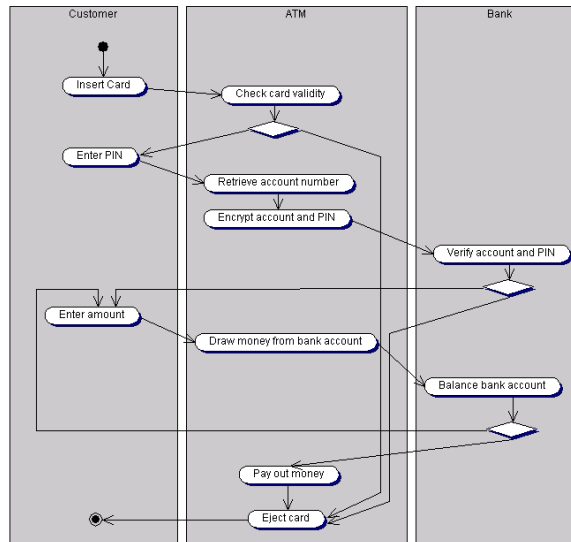 Customer
ATM
Bank
Insert Card
Check card validity
Enter PIN
Retrieve account number
Encrypt account and PIN
Verify account and PIN
Enter amount
Draw money from bank account
Balance bank account
Pay out money
Eject card